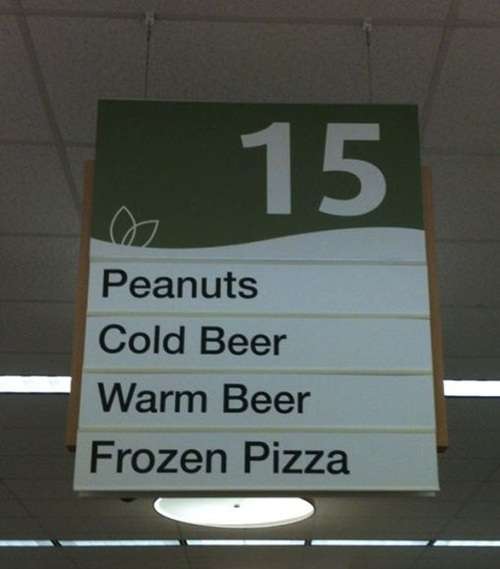 15
Peanuts
Cold Beer
Warm Beer
Frozen Pizza